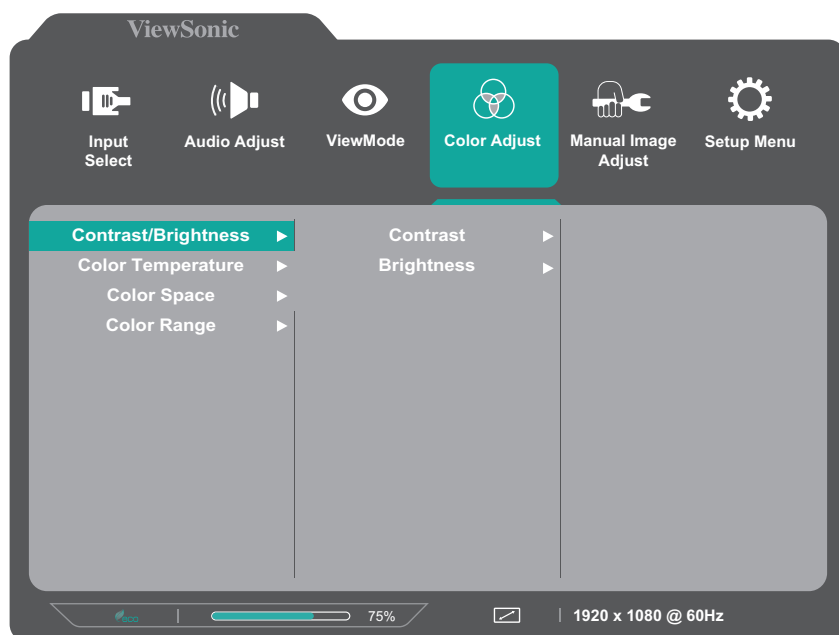 ViewSonic
Input Select
Audio Adjust
ViewMode
Color Adjust
Manual Image Adjust
Setup Menu
Contrast/Brightness
Contrast
Color Temperature
Brightness
Color Space
Color Range
75%
1920 x 1080 @ 60Hz